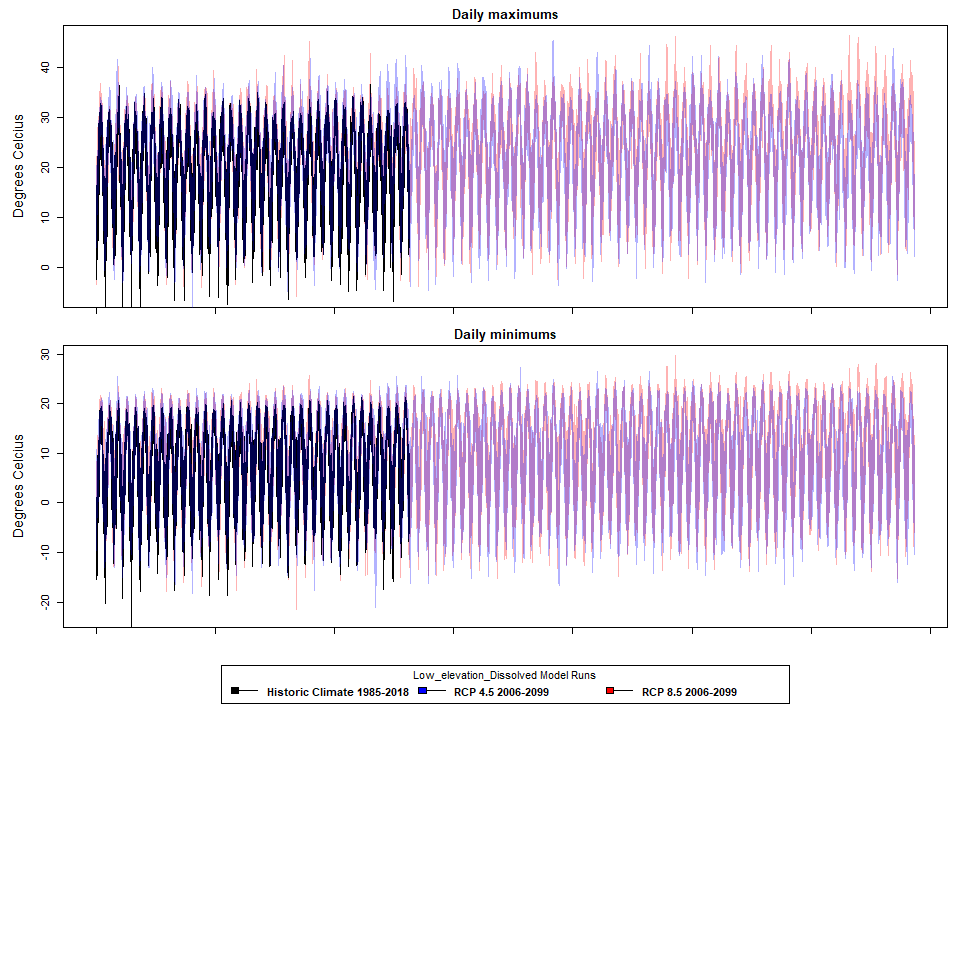 Daily maximums
Degrees Celcius
40
30
20
10
0
Daily minimums
Degrees Celcius
30
20
10
0
-10
-20
Low_elevation_Dissolved Model Runs
Historic Climate 1985-2018 RCP 4.5 2006-2099 RCP 8.5 2006-2099